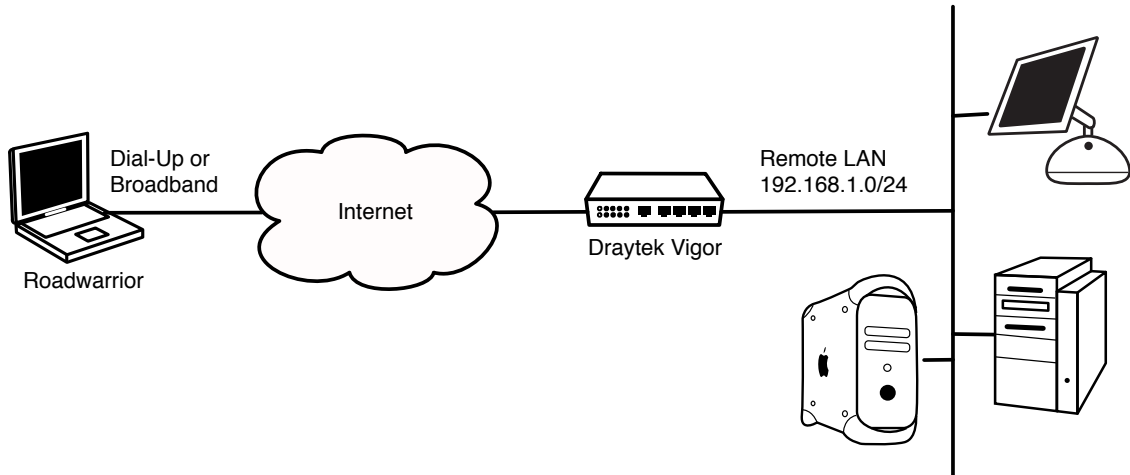 Dial-Up or
Broadband
Roadwarrior
Internet
Draytek Vigor
Remote LAN
192.168.1.0/24